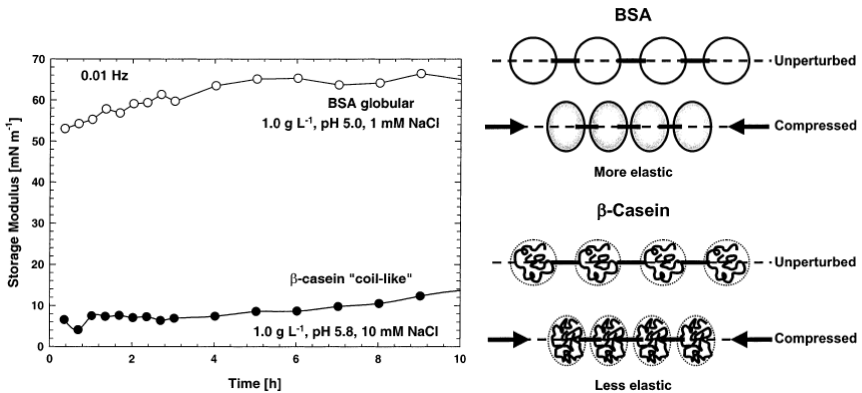 Storage Modulus [mN m⁻¹]
70
60
50
40
30
20
10
0
0.01 Hz
BSA globular
1.0 g L⁻¹, pH 5.0, 1 mM NaCl
β-casein "coil-like"
1.0 g L⁻¹, pH 5.8, 10 mM NaCl
0 2 4 6 8 10
Time [h]
BSA
Unperturbed
Compressed
More elastic
β-Casein
Unperturbed
Compressed
Less elastic